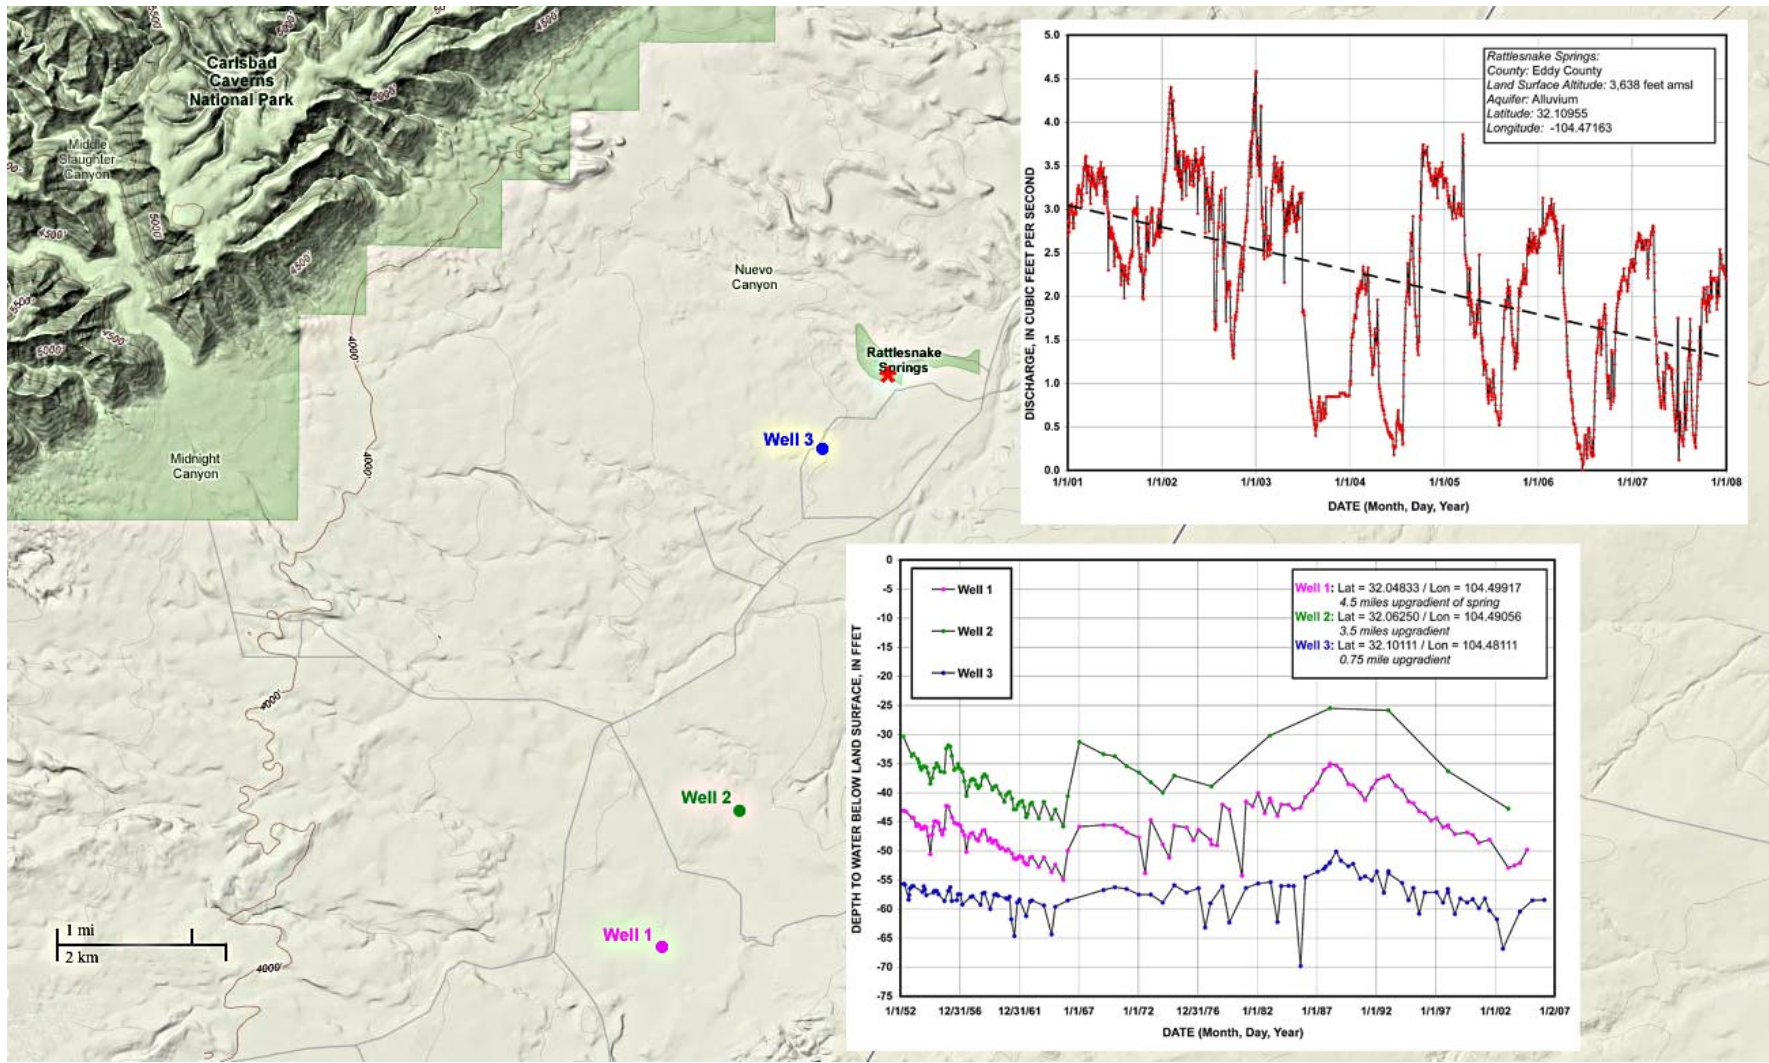 Carlsbad
Caverns
National Park
Middle
Slaughter
Canyon
5000'
4500'
5000'
5000'
4500'
4500'
4500'
5000'
4000'
4000'
4000'
4000'
Midnight
Canyon
Nuevo
Canyon
Rattlesnake
Springs
Well 3
Well 2
Well 1
1 mi
2 km
DISCHARGE, IN CUBIC FEET PER SECOND
5.0
4.5
4.0
3.5
3.0
2.5
2.0
1.5
1.0
0.5
0.0
1/1/01 1/1/02 1/1/03 1/1/04 1/1/05 1/1/06 1/1/07 1/1/08
DATE (Month, Day, Year)
Rattlesnake Springs:
County: Eddy County
Land Surface Altitude: 3,638 feet amsl
Aquifer: Alluvium
Latitude: 32.10955
Longitude: -104.47163
DEPTH TO WATER BELOW LAND SURFACE, IN FFET
0
-5
-10
-15
-20
-25
-30
-35
-40
-45
-50
-55
-60
-65
-70
-75
1/1/52 12/31/56 12/31/61 1/1/67 1/1/72 12/31/76 1/1/82 1/1/87 1/1/92 1/1/97 1/1/02 1/2/07
DATE (Month, Day, Year)
Well 1
Well 2
Well 3
Well 1: Lat = 32.04833 / Lon = 104.49917
4.5 miles upgradient of spring
Well 2: Lat = 32.06250 / Lon = 104.49056
3.5 miles upgradient
Well 3: Lat = 32.10111 / Lon = 104.48111
0.75 mile upgradient